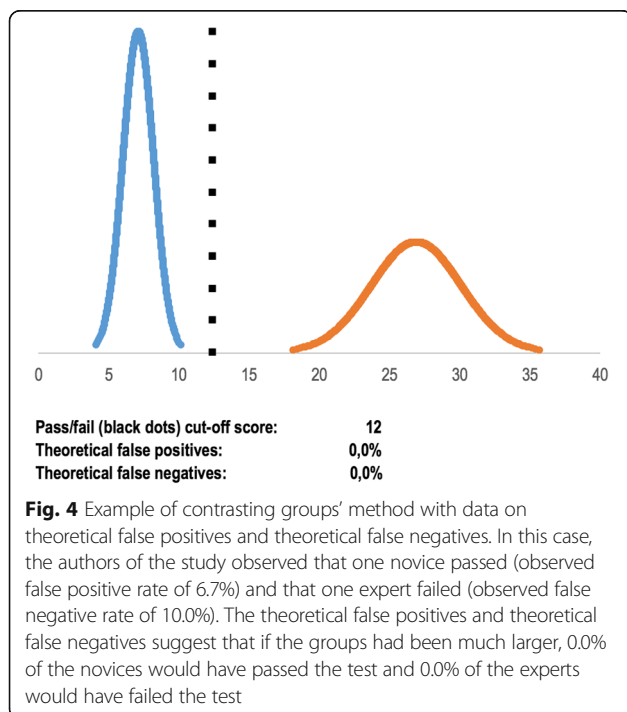 0 5 10 15 20 25 30 35 40
Pass/fail (black dots) cut-off score: 12
Theoretical false positives: 0,0%
Theoretical false negatives: 0,0%
Fig. 4 Example of contrasting groups' method with data on
theoretical false positives and theoretical false negatives. In this case,
the authors of the study observed that one novice passed (observed
false positive rate of 6.7%) and that one expert failed (observed false
negative rate of 10.0%). The theoretical false positives and theoretical
false negatives suggest that if the groups had been much larger, 0.0%
of the novices would have passed the test and 0.0% of the experts
would have failed the test